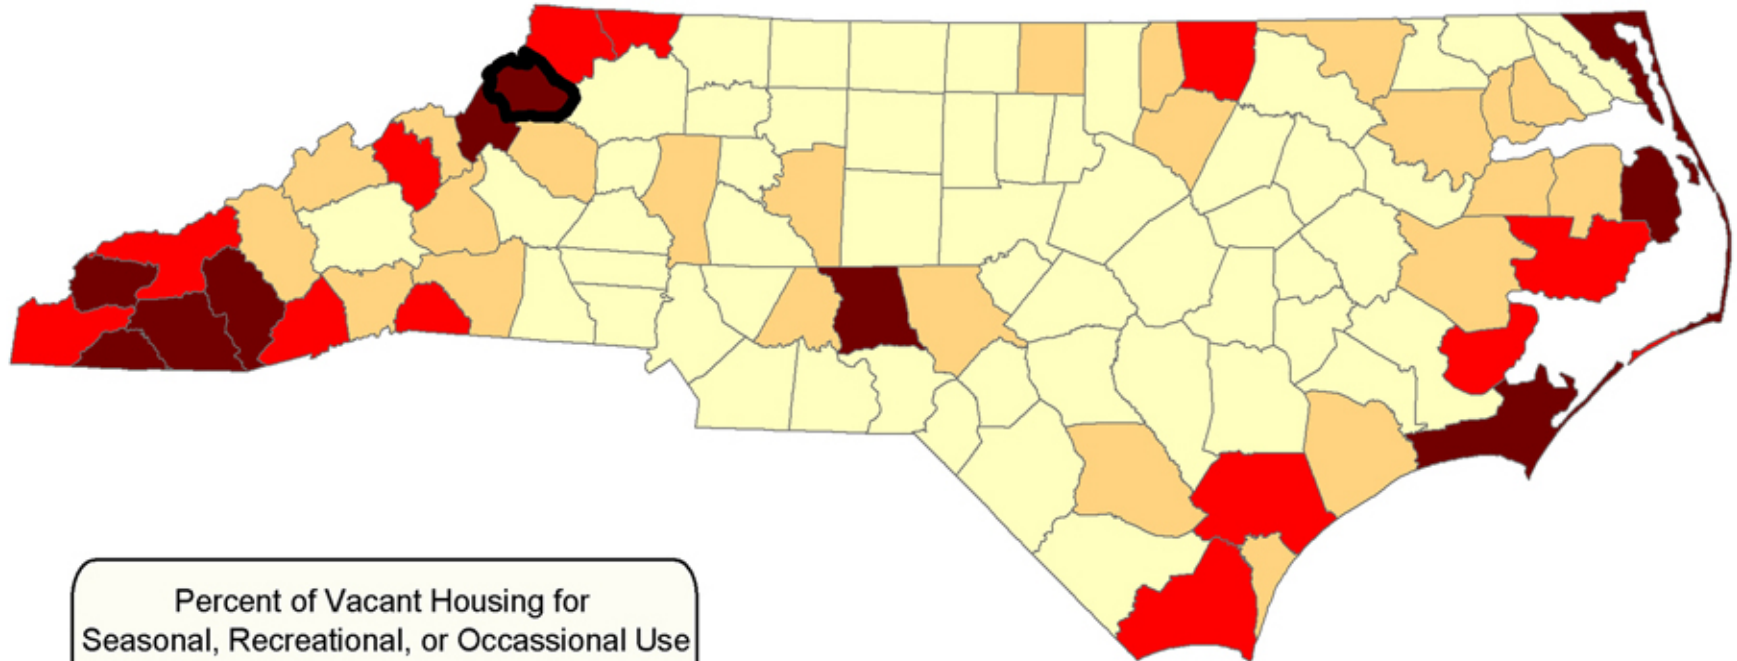 Percent of Vacant Housing for
Seasonal, Recreational, or Occassional Use